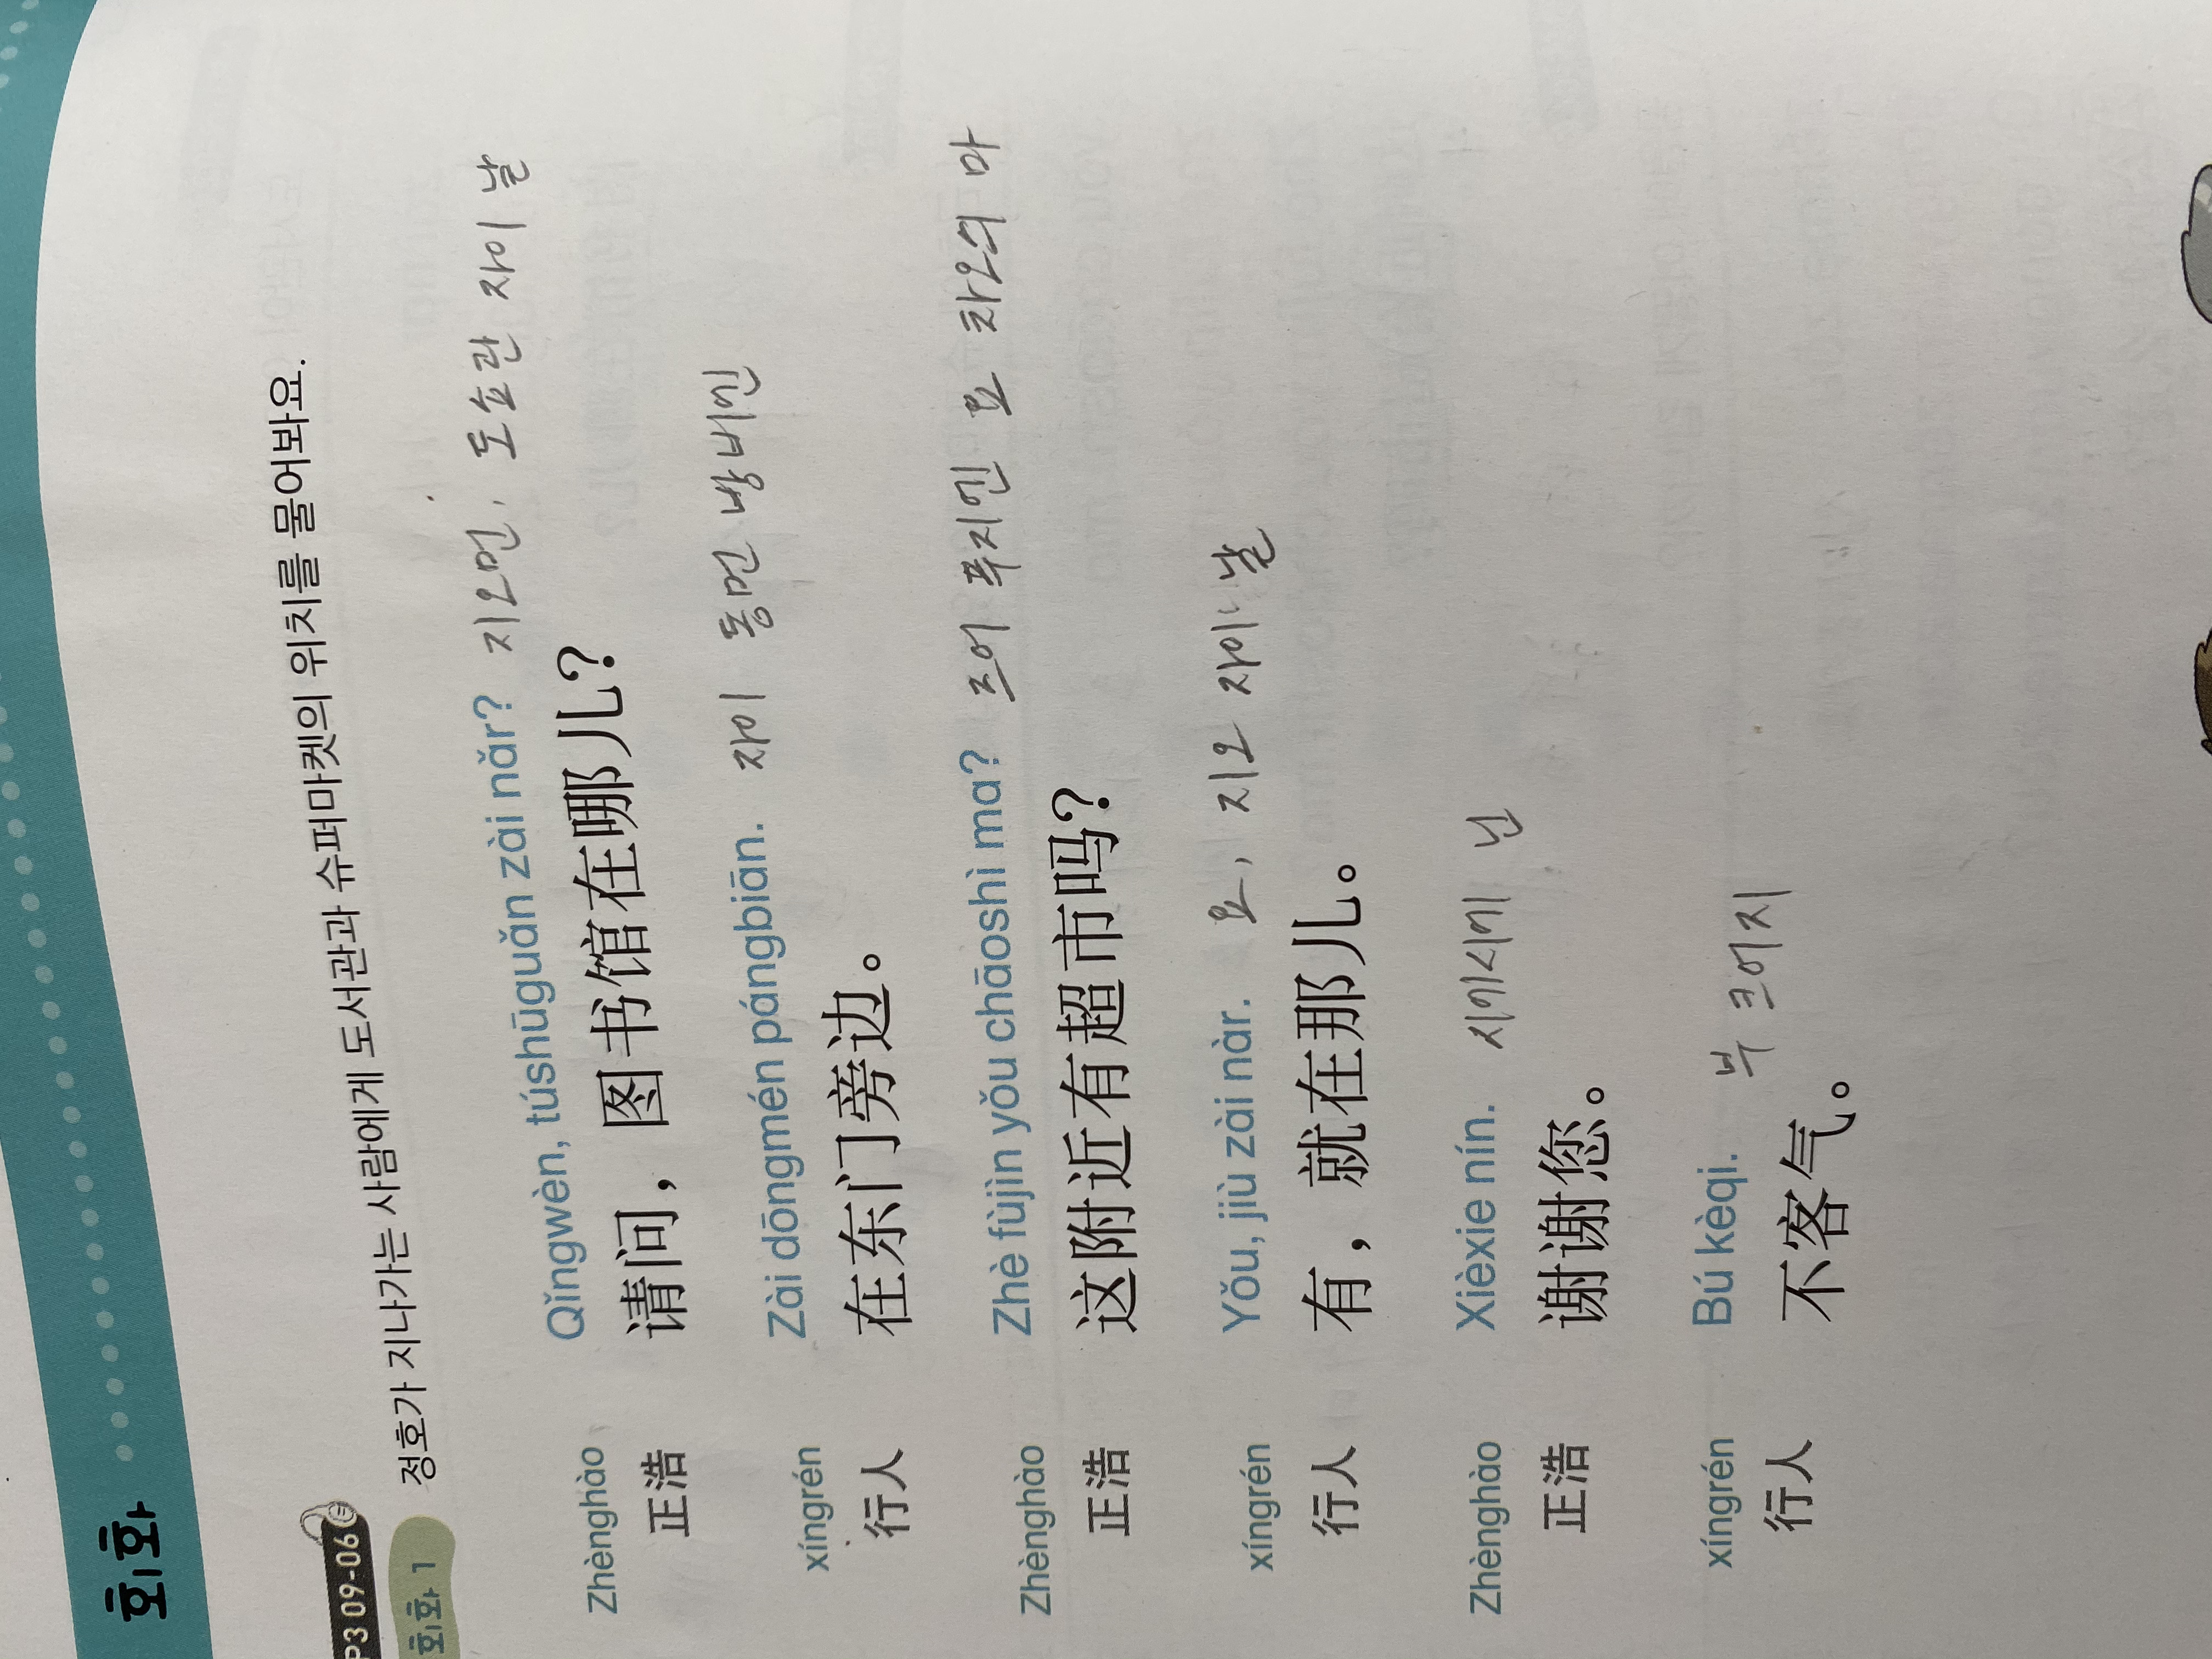 회화
P3 09-06
회화 1
정호가 지나가는 사람에게 도서관과 슈퍼마켓의 위치를 물어봐요.
Qǐngwèn, túshūguǎn zài nǎr? 지오먼, 도쇼관 자이 날
Zhènghào
正浩 请问，图书馆在哪儿？
Zài dōngmén pángbiān. 자이 동먼 방비엔
xíngrén
行人 在东门旁边。
Zhè fùjìn yǒu chāoshì ma? 즈어 푸지엔 요 차오싀 마
Zhènghào
正浩 这附近有超市吗？
Yǒu, jiù zài nàr. 요, 지오 자이 날
xíngrén
行人 有，就在那儿。
Xièxie nín. 시에시에 닌
Zhènghào
正浩 谢谢您。
Bú kèqi. 부 크어지
xíngrén
行人 不客气。